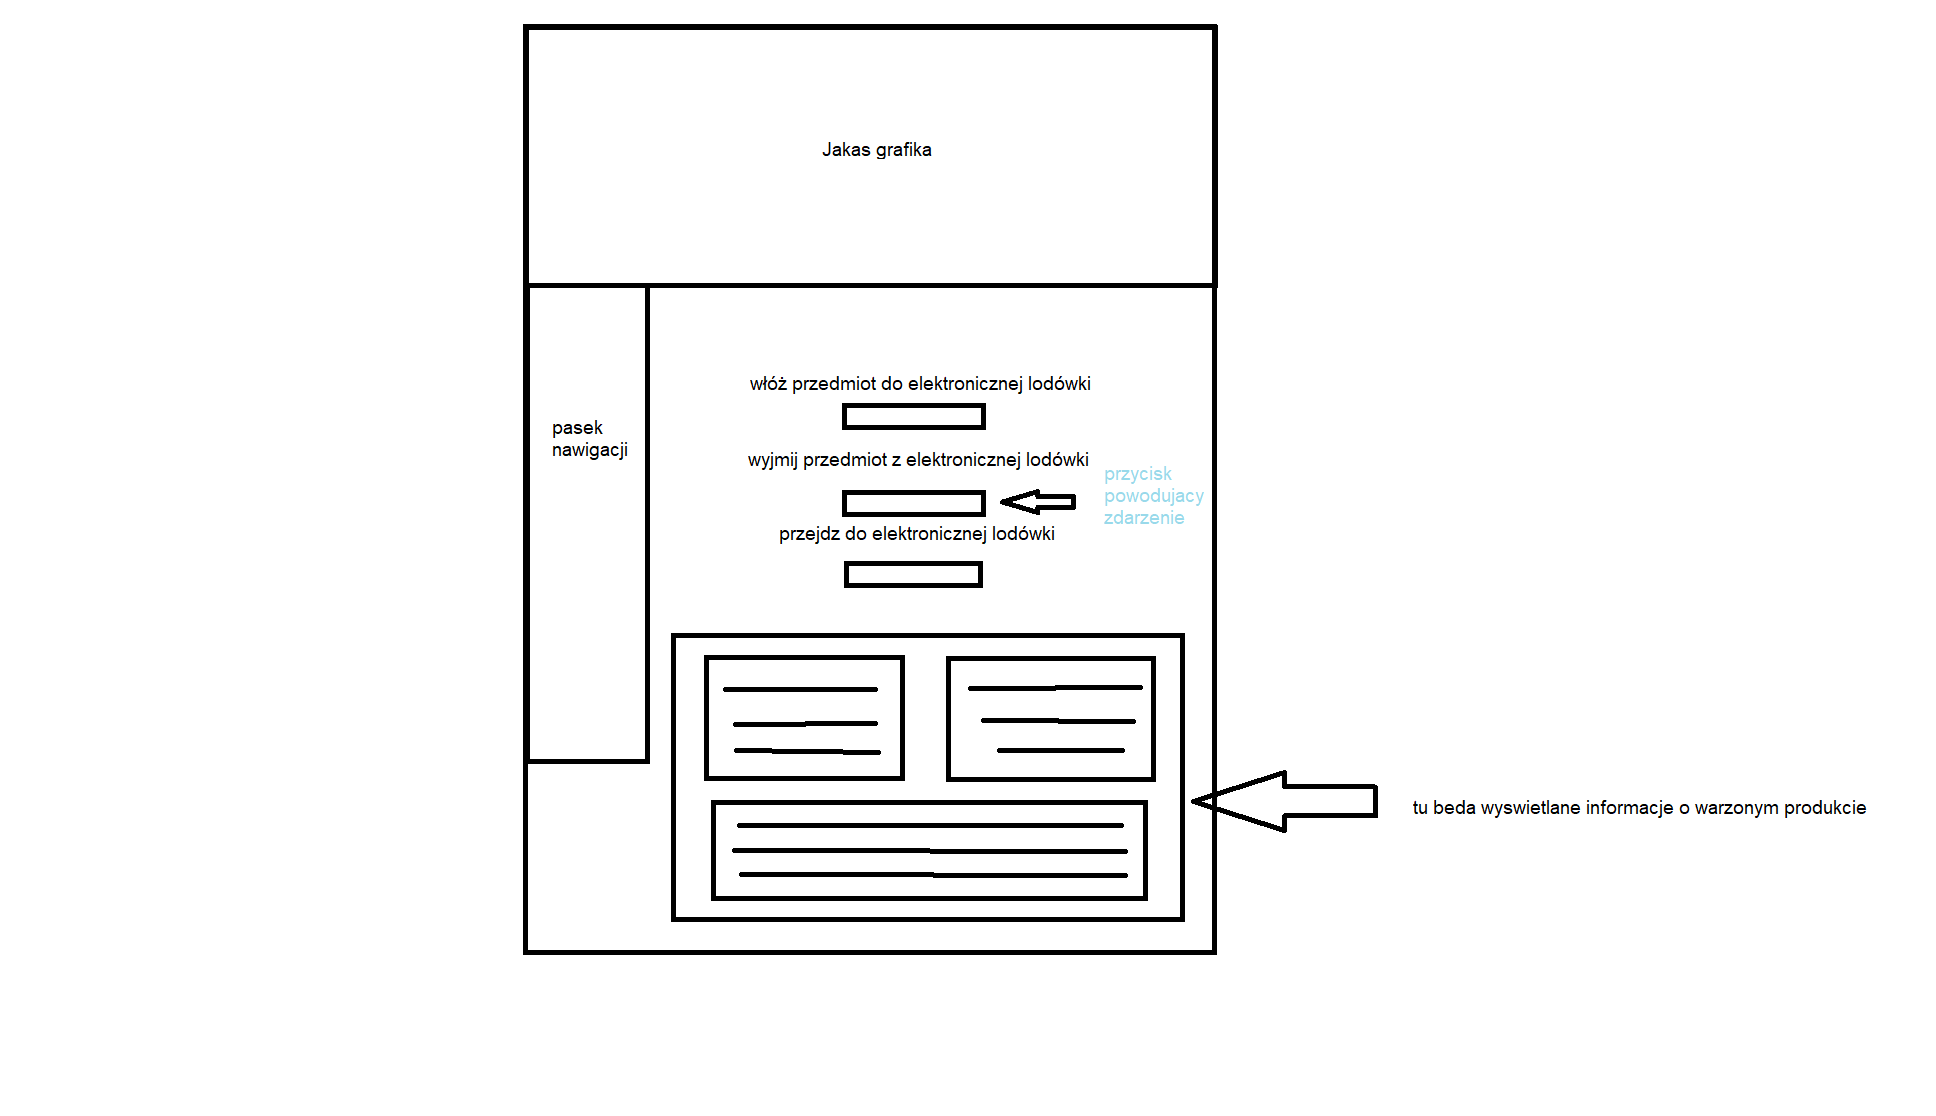 Jakas grafika
pasek
nawigacji
włóż przedmiot do elektronicznej lodówki
wyjmij przedmiot z elektronicznej lodówki
przycisk
powodujacy
zdarzenie
przejdz do elektronicznej lodówki
tu beda wyswietlane informacje o warzonym produkcie